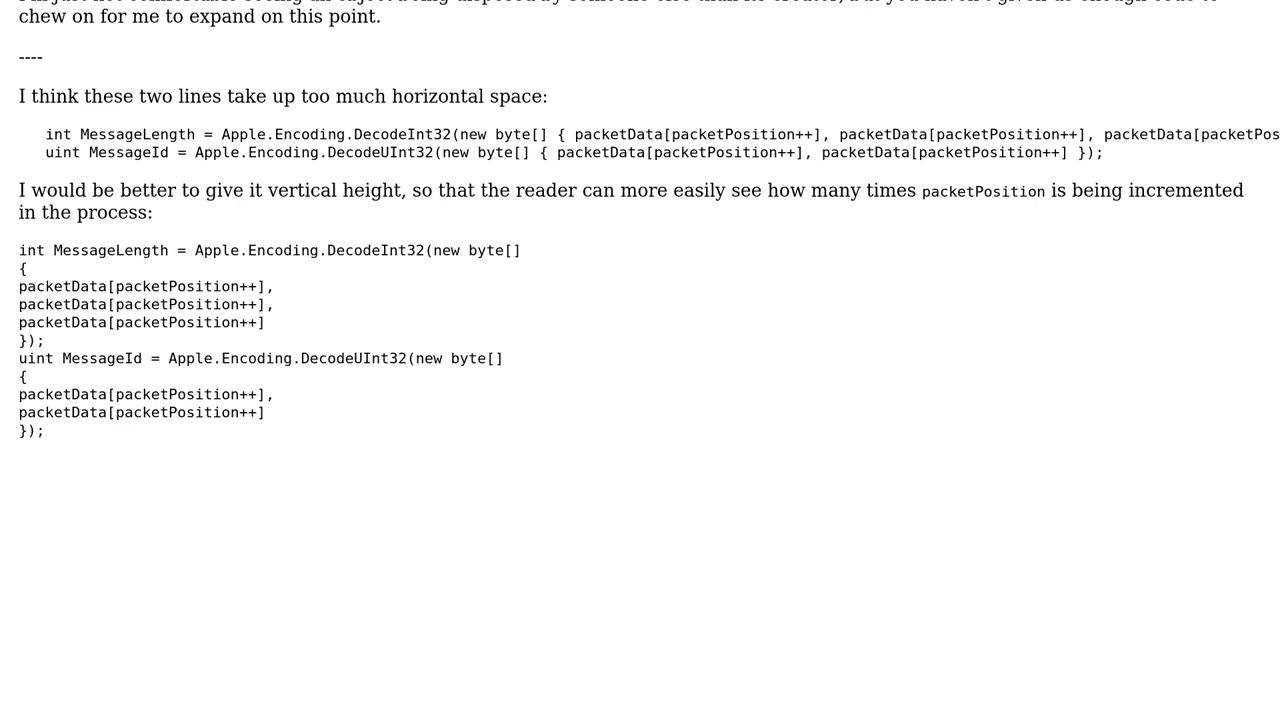 chew on for me to expand on this point.
----
I think these two lines take up too much horizontal space:
int MessageLength = Apple.Encoding.DecodeInt32(new byte[] { packetData[packetPosition++], packetData[packetPosition++], packetData[packetPos
uint MessageId = Apple.Encoding.DecodeUInt32(new byte[] { packetData[packetPosition++], packetData[packetPosition++] });
I would be better to give it vertical height, so that the reader can more easily see how many times packetPosition is being incremented
in the process:
int MessageLength = Apple.Encoding.DecodeInt32(new byte[]
{
packetData[packetPosition++],
packetData[packetPosition++],
packetData[packetPosition++]
});
uint MessageId = Apple.Encoding.DecodeUInt32(new byte[]
{
packetData[packetPosition++],
packetData[packetPosition++]
});